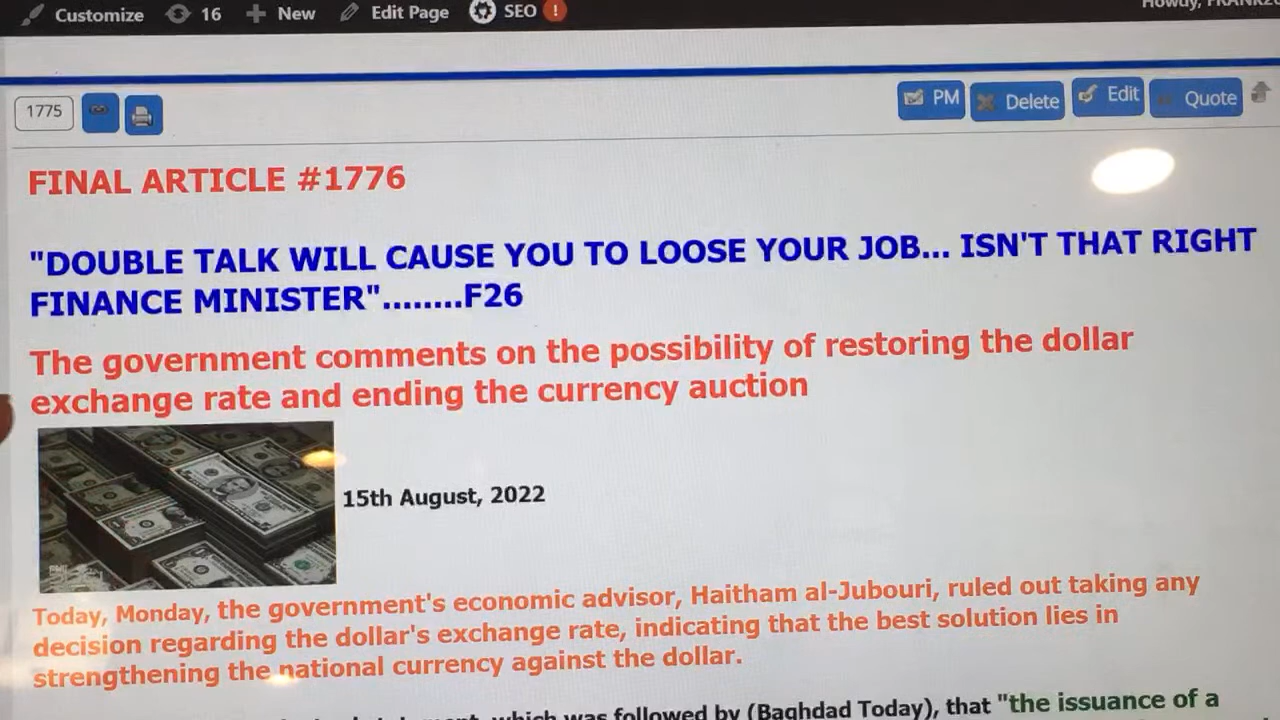 Customize 16 New Edit Page SEO !
Howdy,
1775
PM Delete Edit Quote
FINAL ARTICLE #1776
"DOUBLE TALK WILL CAUSE YOU TO LOOSE YOUR JOB... ISN'T THAT RIGHT
FINANCE MINISTER"........F26
The government comments on the possibility of restoring the dollar
exchange rate and ending the currency auction
15th August, 2022
Today, Monday, the government's economic advisor, Haitham al-Jubouri, ruled out taking any
decision regarding the dollar's exchange rate, indicating that the best solution lies in
strengthening the national currency against the dollar.
which was followed by (Baghdad Today), that "the issuance of a